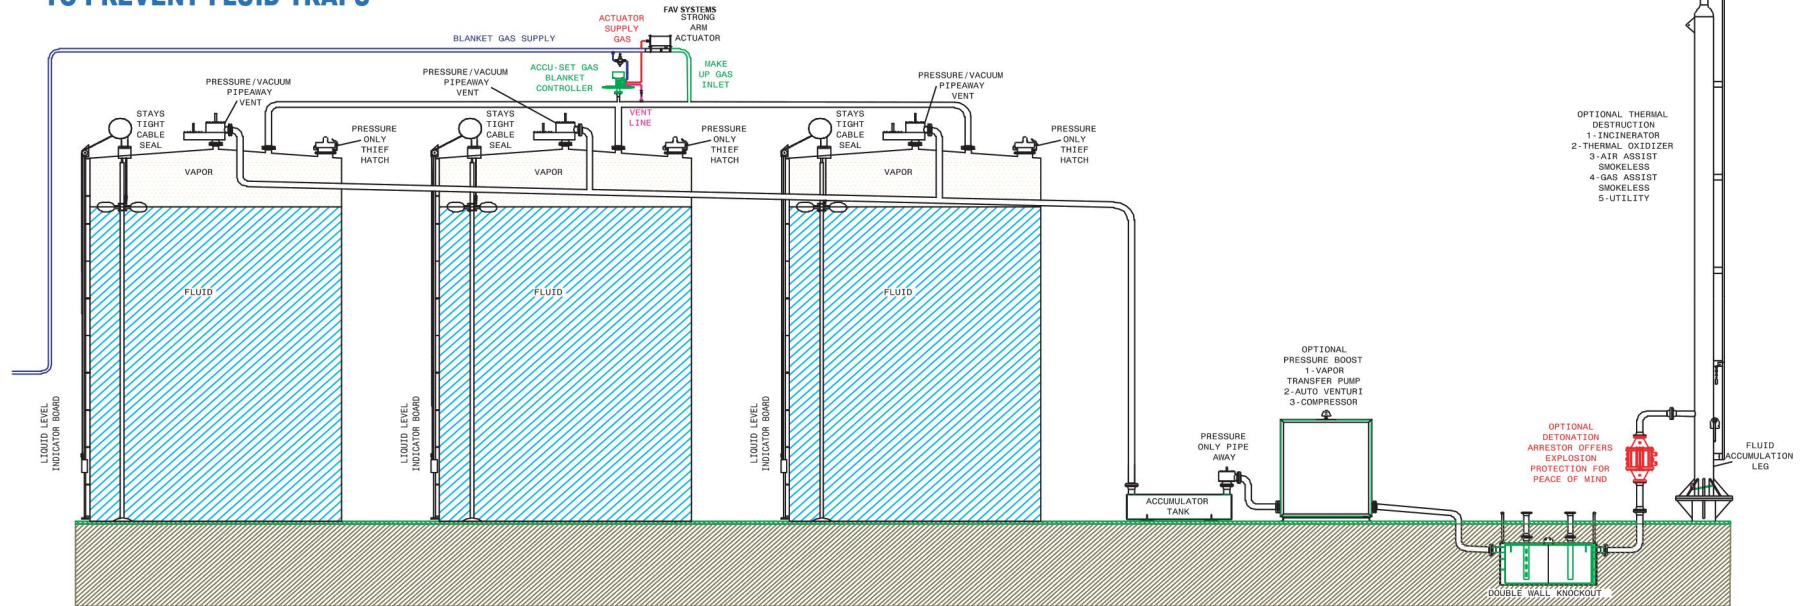 TO PREVENT FLUID TRAPS
BLANKET GAS SUPPLY
ACTUATOR
SUPPLY
GAS
FAV SYSTEMS
STRONG
ARM
ACTUATOR
ACCU-SET GAS
BLANKET
CONTROLLER
MAKE
UP GAS
INLET
VENT
LINE
PRESSURE/VACUUM
PIPEAWAY
VENT
STAYS
TIGHT
CABLE
SEAL
PRESSURE
ONLY
THIEF
HATCH
VAPOR
FLUID
LIQUID LEVEL
INDICATOR BOARD
PRESSURE/VACUUM
PIPEAWAY
VENT
STAYS
TIGHT
CABLE
SEAL
PRESSURE
ONLY
THIEF
HATCH
VAPOR
FLUID
LIQUID LEVEL
INDICATOR BOARD
PRESSURE/VACUUM
PIPEAWAY
VENT
STAYS
TIGHT
CABLE
SEAL
PRESSURE
ONLY
THIEF
HATCH
VAPOR
FLUID
LIQUID LEVEL
INDICATOR BOARD
ACCUMULATOR
TANK
PRESSURE
ONLY PIPE
AWAY
OPTIONAL
PRESSURE BOOST
1-VAPOR
TRANSFER PUMP
2-AUTO VENTURI
3-COMPRESSOR
OPTIONAL THERMAL
DESTRUCTION
1-INCINERATOR
2-THERMAL OXIDIZER
3-AIR ASSIST
SMOKELESS
4-GAS ASSIST
SMOKELESS
5-UTILITY
OPTIONAL
DETONATION
ARRESTOR OFFERS
EXPLOSION
PROTECTION FOR
PEACE OF MIND
FLUID
ACCUMULATION
LEG
DOUBLE WALL KNOCKOUT